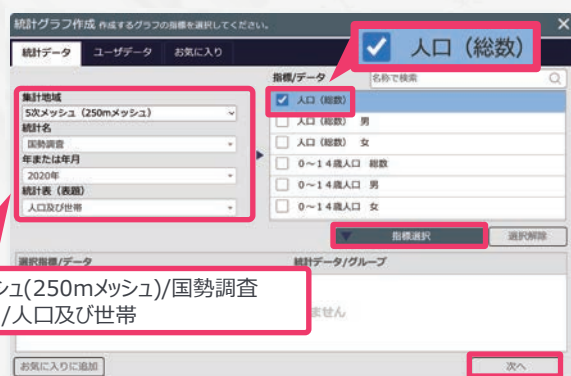 統計グラフ作成 作成するグラフの指標を選択してください。
統計データ ユーザデータ お気に入り
人口（総数）
指標/データ 名称で検索
集計地域
5次メッシュ（250mメッシュ）
統計名
国勢調査
年または年月
2020年
統計表（表題）
人口及び世帯
人口（総数）
人口（総数） 男
人口（総数） 女
0～14歳人口 総数
0～14歳人口 男
0～14歳人口 女
指標選択 選択解除
選択指標/データ 統計データ/グループ
シュ(250mメッシュ)/国勢調査
/人口及び世帯
ません
お気に入りに追加 次へ